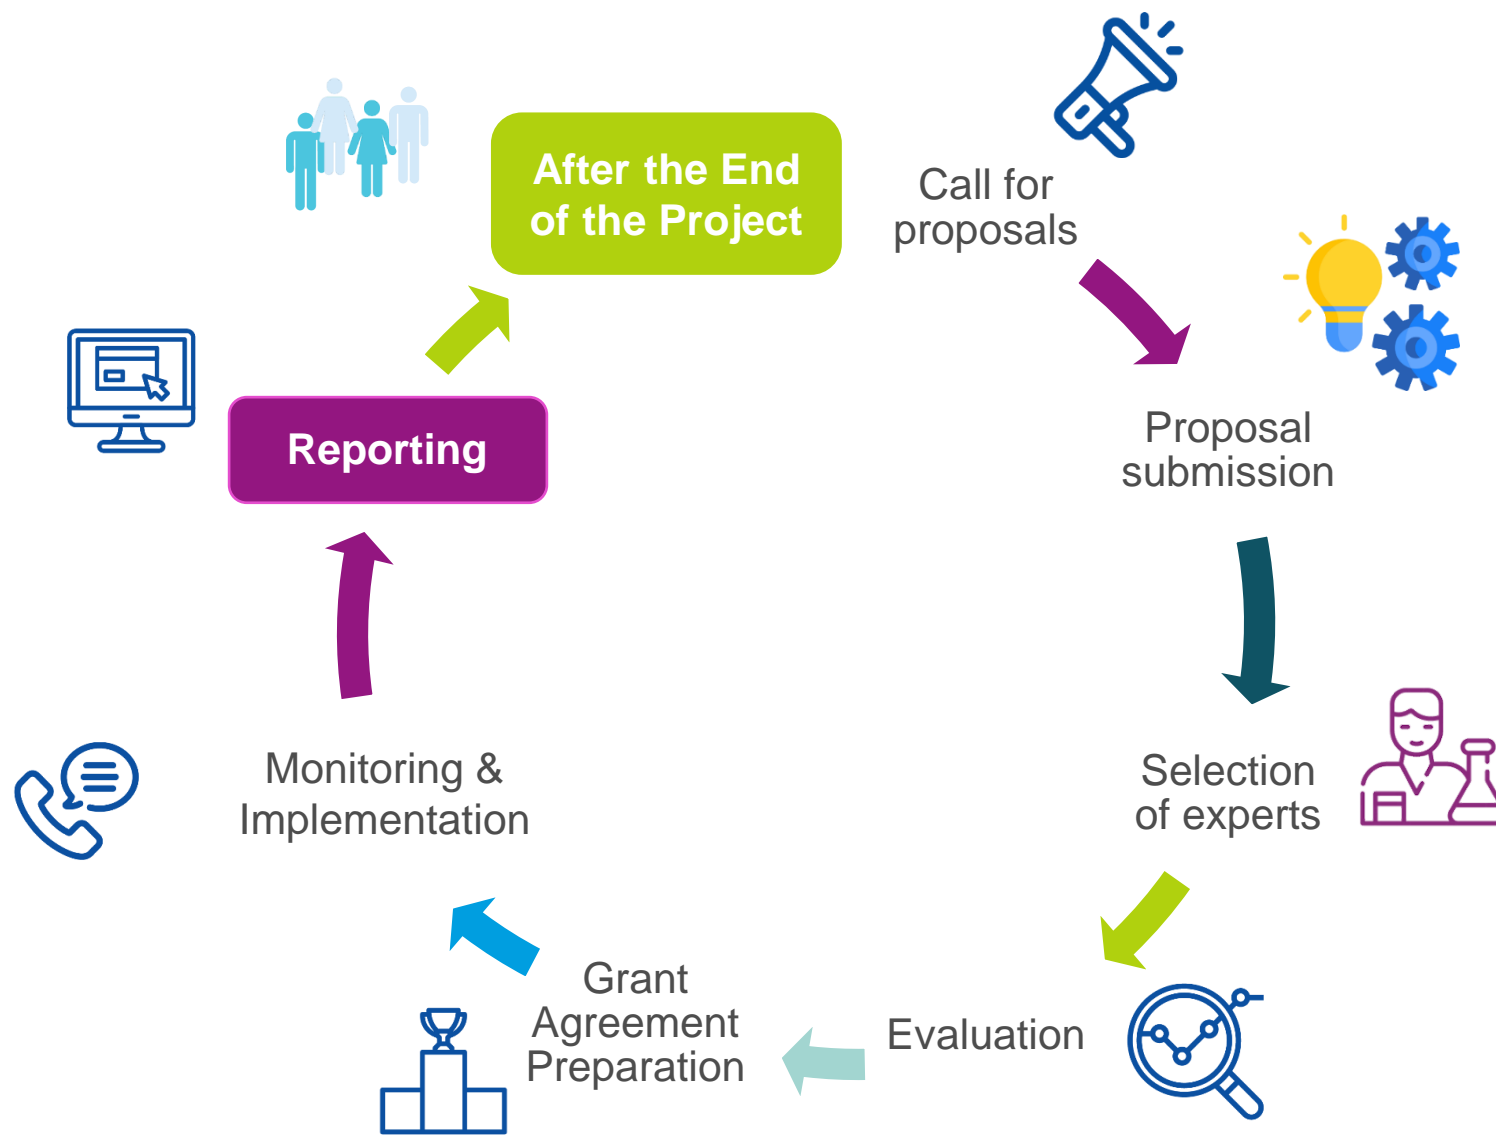 After the End
of the Project
Call for
proposals
Proposal
submission
Selection
of experts
Evaluation
Grant
Agreement
Preparation
Monitoring &
Implementation
Reporting